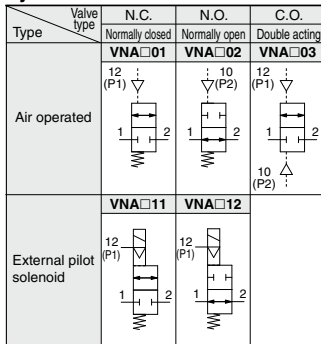 Valve type
N.C.
N.O.
C.O.
Type
Normally closed
Normally open
Double acting
VNA□01
VNA□02
VNA□03
Air operated
12
(P1)
1
2
10
(P2)
1
2
12
(P1)
1
2
10
(P2)
VNA□11
VNA□12
External pilot
solenoid
12
(P1)
1
2
12
(P1)
1
2